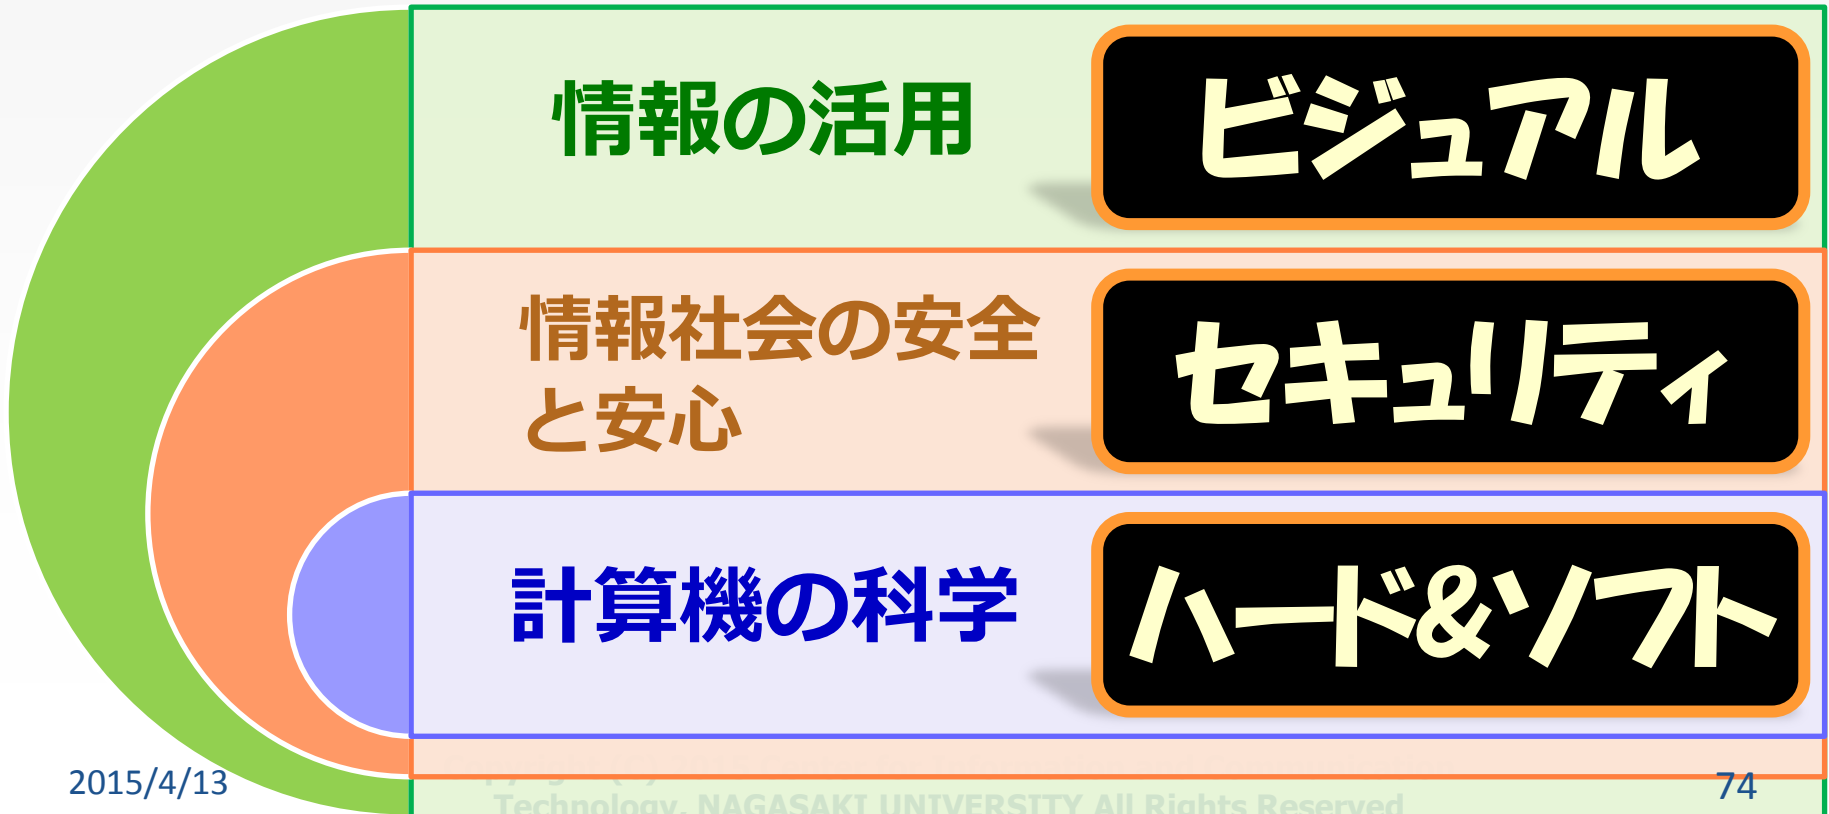 情報の活用
ビジュアル
情報社会の安全
と安心
セキュリティ
計算機の科学
ハード&ソフト
2015/4/13
Technology, NAGASAKI UNIVERSITY All Rights Reserved
74